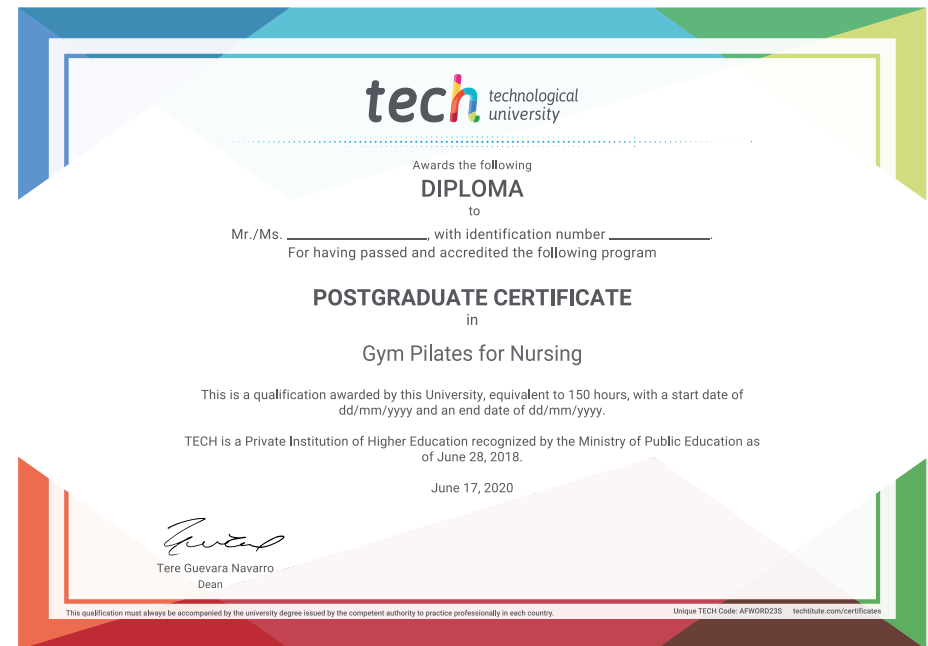 tech technological
university
Awards the following
DIPLOMA
to
Mr./Ms. ____________________, with identification number ______________.
For having passed and accredited the following program
POSTGRADUATE CERTIFICATE
in
Gym Pilates for Nursing
This is a qualification awarded by this University, equivalent to 150 hours, with a start date of
dd/mm/yyyy and an end date of dd/mm/yyyy.
TECH is a Private Institution of Higher Education recognized by the Ministry of Public Education as
of June 28, 2018.
June 17, 2020
Tere Guevara Navarro
Dean
This qualification must always be accompanied by the university degree issued by the competent authority to practice professionally in each country.
Unique TECH Code: AFWORD23S techtitute.com/certificates